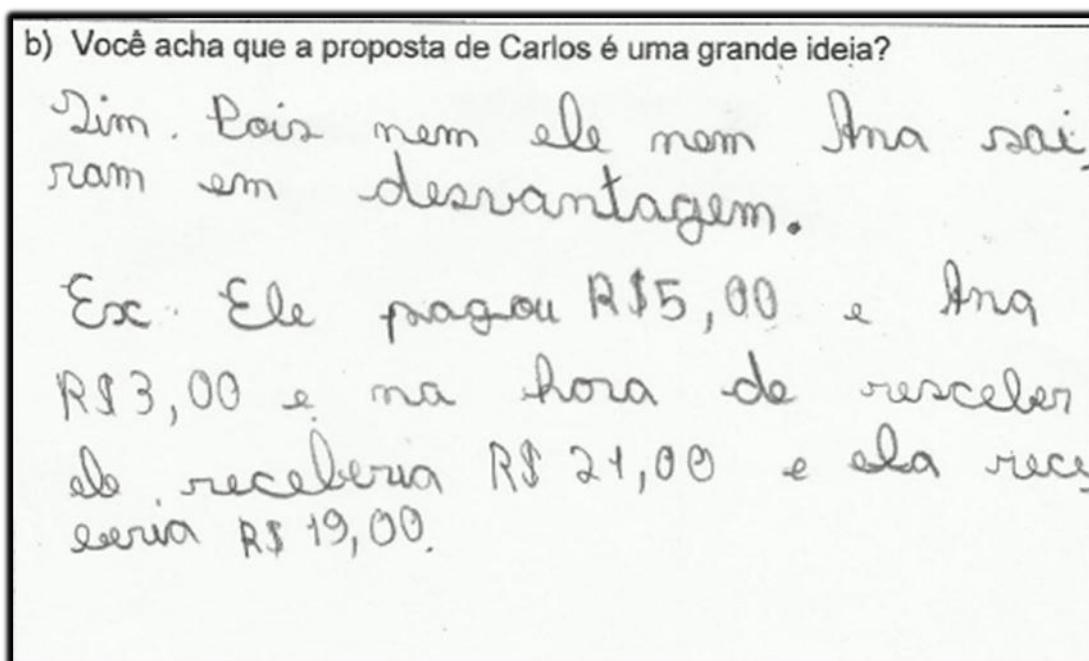 b) Você acha que a proposta de Carlos é uma grande ideia?
Sim. Pois nem ele nem Ana sai
ram em desvantagem.
Ex. Ele pagou R$5,00 e Ana
R$3,00 e na hora de resceber
ele receberia R$ 21,00 e ela rece
beria R$ 19,00.